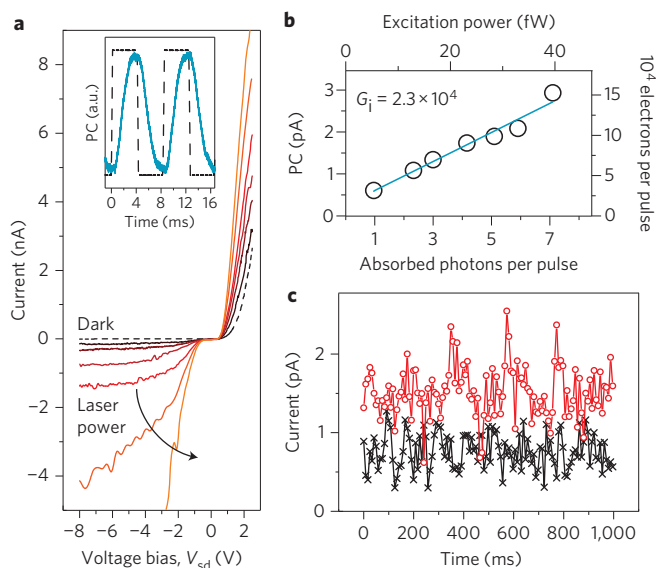 a
Current (nA)
8
6
4
2
0
−2
−4
PC (a.u.)
0 4 8 12 16
Time (ms)
Dark
Laser
power
−8 −6 −4 −2 0 2
Voltage bias, V_sd (V)
b
Excitation power (fW)
0 20 40
PC (pA)
3
2
1
0
G_i = 2.3 × 10^4
15
10
5
0
10^4 electrons per pulse
1 3 5 7
Absorbed photons per pulse
c
Current (pA)
2
1
0
0 200 400 600 800 1,000
Time (ms)